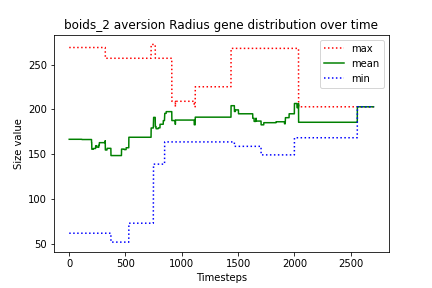 boids_2 aversion Radius gene distribution over time
max
mean
min
Size value
250
200
150
100
50
0
500
1000
1500
2000
2500
Timesteps